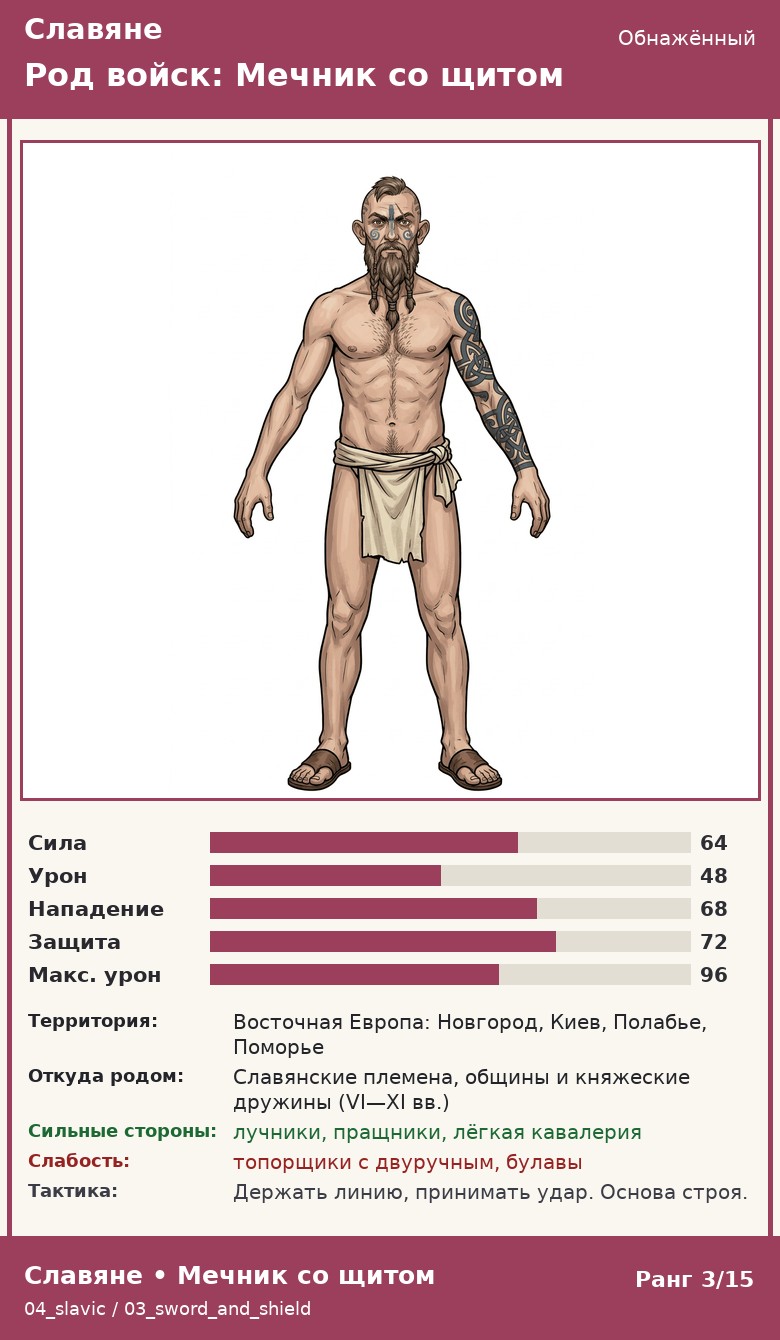 Славяне
Обнажённый
Род войск: Мечник со щитом
Сила 64
Урон 48
Нападение 68
Защита 72
Макс. урон 96
Территория: Восточная Европа: Новгород, Киев, Полабье,
Поморье
Откуда родом: Славянские племена, общины и княжеские
дружины (VI—XI вв.)
Сильные стороны: лучники, пращники, лёгкая кавалерия
Слабость: топорщики с двуручным, булавы
Тактика: Держать линию, принимать удар. Основа строя.
Славяне • Мечник со щитом
Ранг 3/15
04_slavic / 03_sword_and_shield